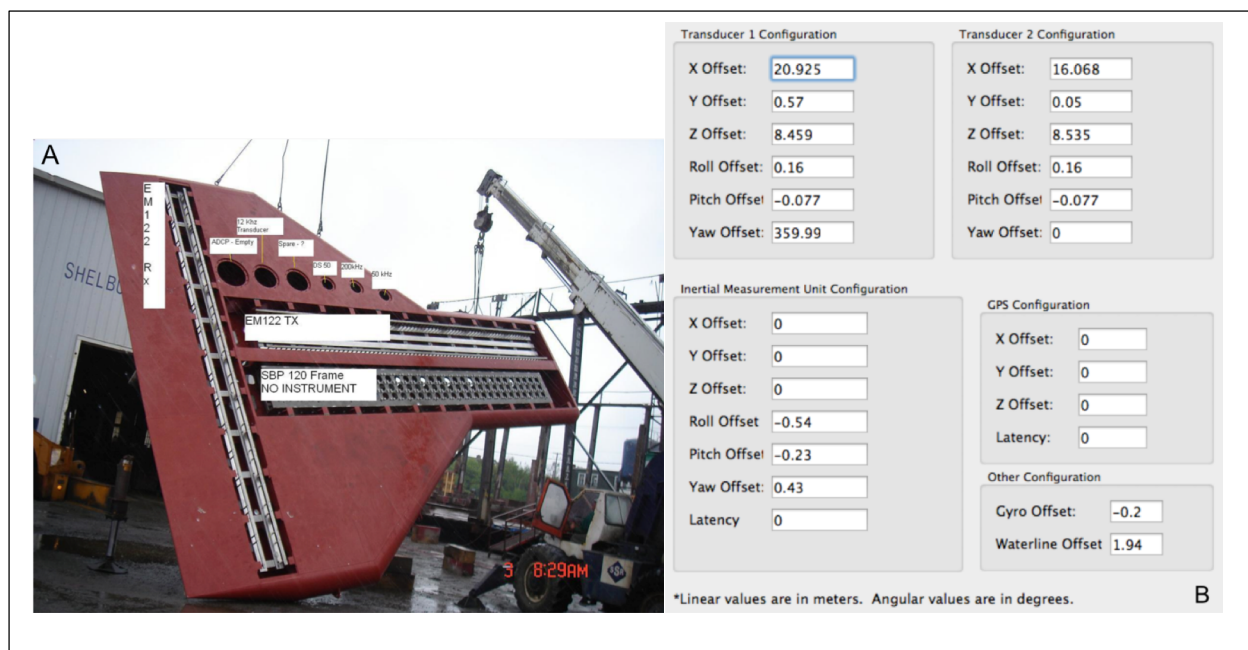 A
E
M
1
2
2
R
x
12 Khz
Transducer
ADCP - Empty
Spare - ?
DS 50
200kHz
50 kHz
EM122 TX
SBP 120 Frame
NO INSTRUMENT
3 8:29AM
Transducer 1 Configuration
X Offset: 20.925
Y Offset: 0.57
Z Offset: 8.459
Roll Offset: 0.16
Pitch Offset -0.077
Yaw Offset: 359.99
Transducer 2 Configuration
X Offset: 16.068
Y Offset: 0.05
Z Offset: 8.535
Roll Offset: 0.16
Pitch Offset -0.077
Yaw Offset: 0
Inertial Measurement Unit Configuration
X Offset: 0
Y Offset: 0
Z Offset: 0
Roll Offset -0.54
Pitch Offset -0.23
Yaw Offset: 0.43
Latency 0
GPS Configuration
X Offset: 0
Y Offset: 0
Z Offset: 0
Latency: 0
Other Configuration
Gyro Offset: -0.2
Waterline Offset 1.94
*Linear values are in meters. Angular values are in degrees.
B